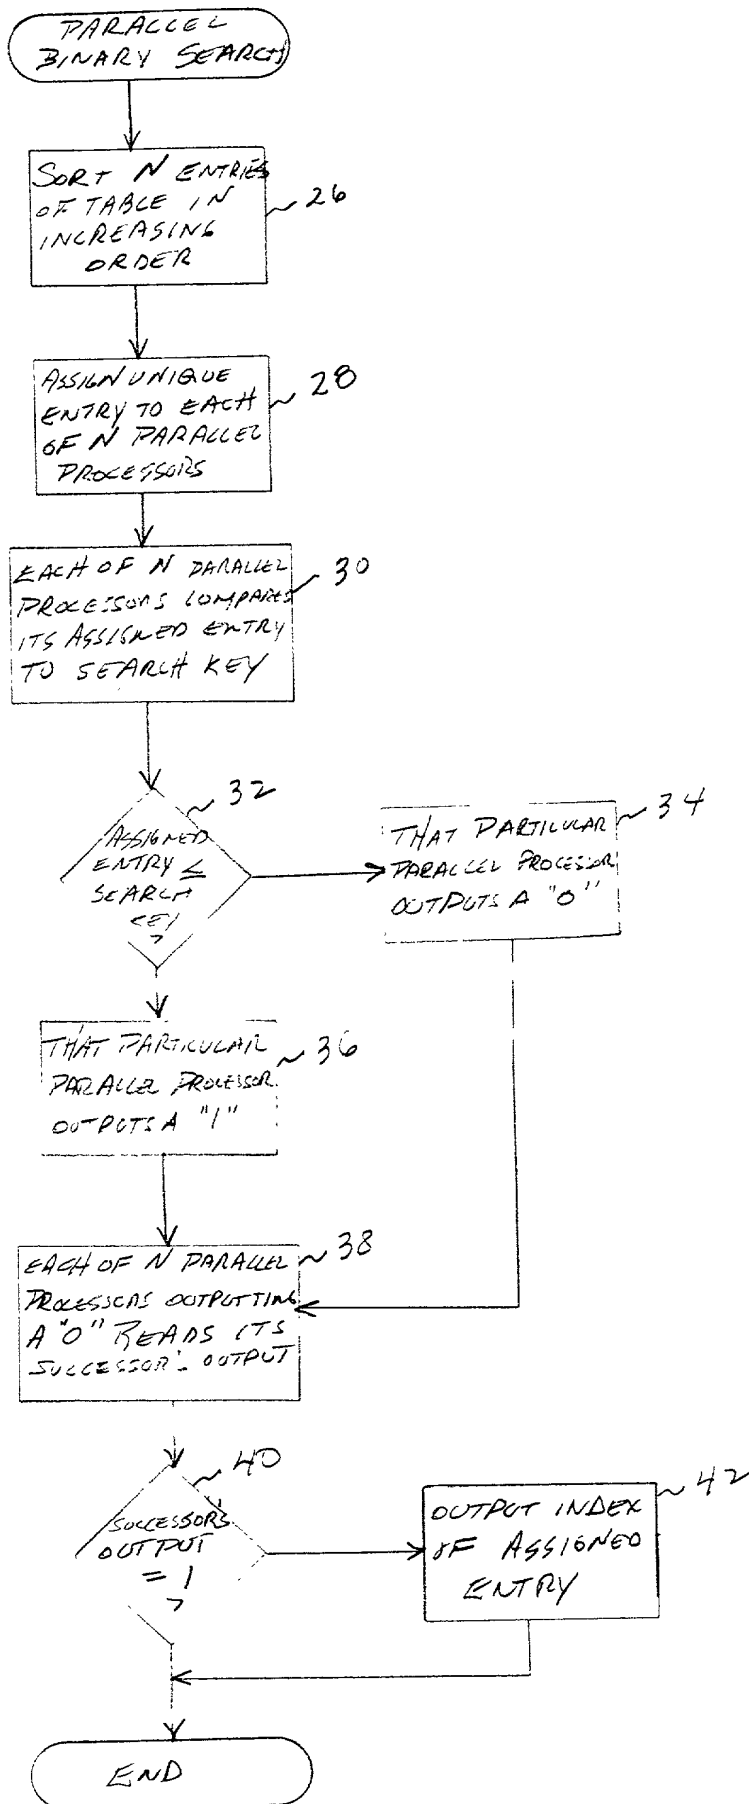 PARALLEL
BINARY SEARCH
SORT N ENTRIES
OF TABLE IN
INCREASING
ORDER
26
ASSIGN UNIQUE
ENTRY TO EACH
OF N PARALLEL
PROCESSORS
28
EACH OF N PARALLEL
PROCESSORS COMPARES
ITS ASSIGNED ENTRY
TO SEARCH KEY
30
32
ASSIGNED
ENTRY ≤
SEARCH
KEY
?
34
THAT PARTICULAR
PARALLEL PROCESSOR
OUTPUTS A "0"
THAT PARTICULAR
PARALLEL PROCESSOR
OUTPUTS A "1"
36
EACH OF N PARALLEL
PROCESSORS OUTPUTTING
A "0" READS ITS
SUCCESSOR'S OUTPUT
38
40
SUCCESSOR'S
OUTPUT
= 1
?
42
OUTPUT INDEX
OF ASSIGNED
ENTRY
END